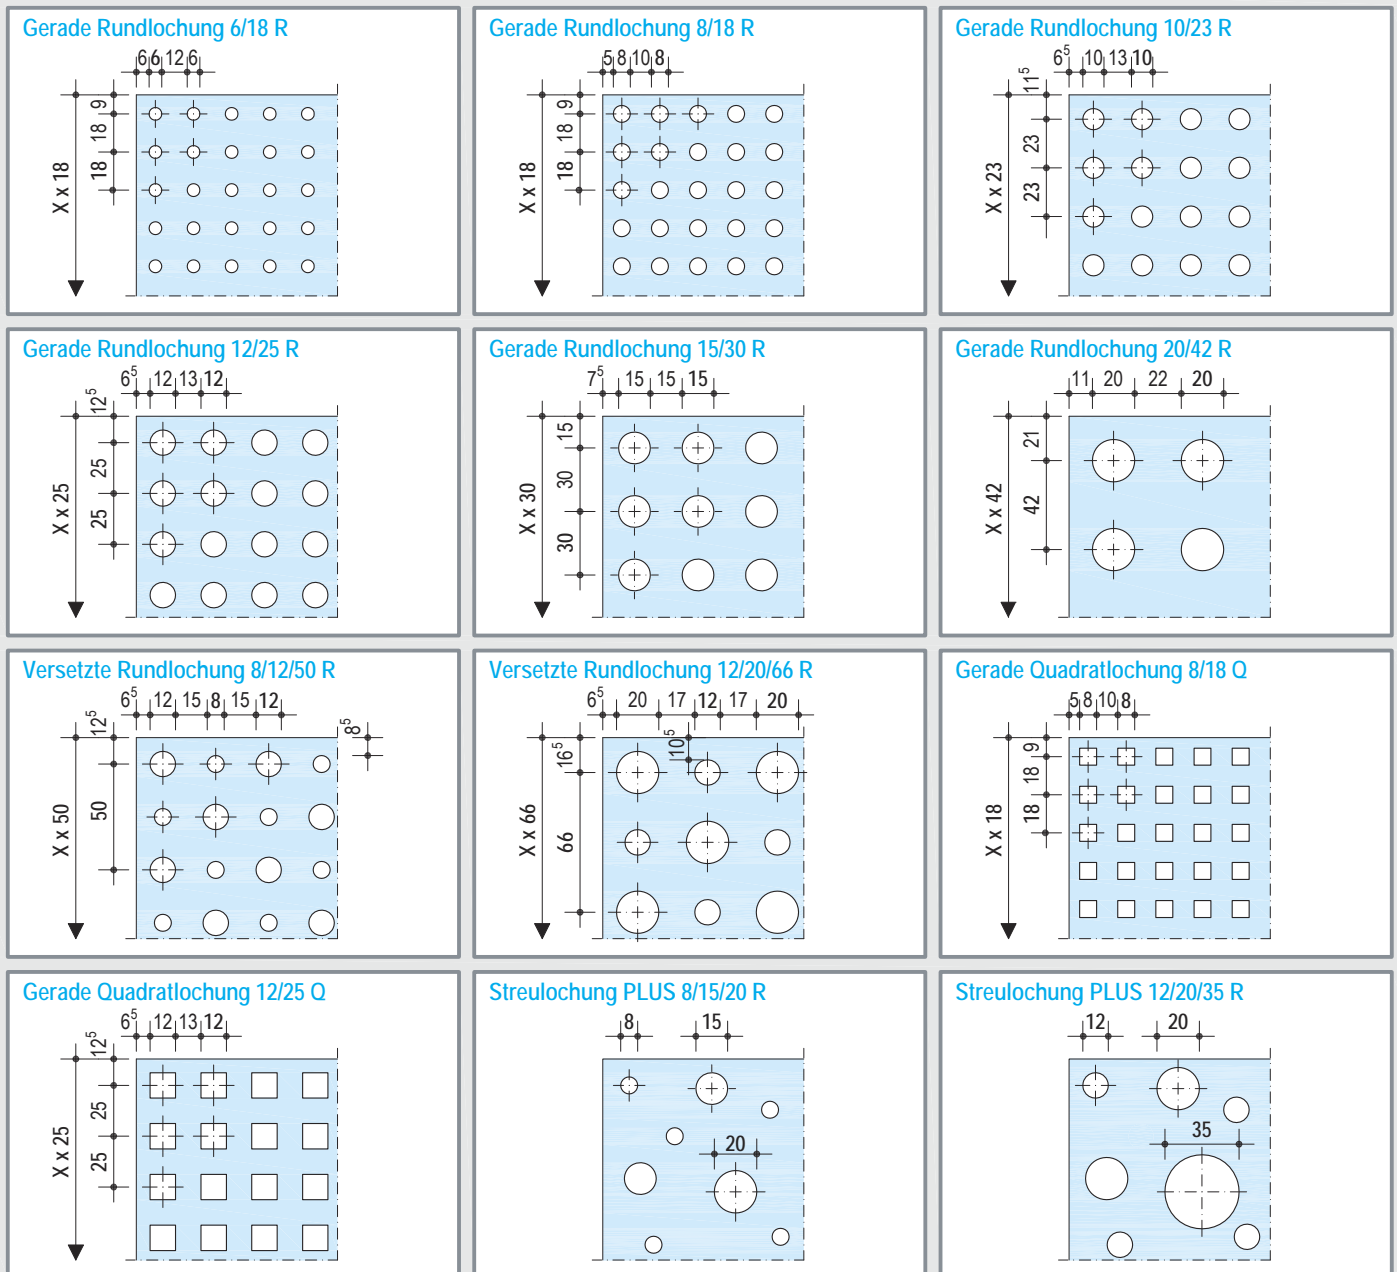 Gerade Rundlochung 6/18 R
6 6 12 6
9
18
18
X x 18
Gerade Rundlochung 8/18 R
5 8 10 8
9
18
18
X x 18
Gerade Rundlochung 10/23 R
6⁵ 10 13 10
11⁵
23
23
X x 23
Gerade Rundlochung 12/25 R
6⁵ 12 13 12
12⁵
25
25
X x 25
Gerade Rundlochung 15/30 R
7⁵ 15 15 15
15
30
30
X x 30
Gerade Rundlochung 20/42 R
11 20 22 20
21
42
X x 42
Versetzte Rundlochung 8/12/50 R
6⁵ 12 15 8 15 12
12⁵
8⁵
50
X x 50
Versetzte Rundlochung 12/20/66 R
6⁵ 20 17 12 17 20
16⁵
10⁵
66
X x 66
Gerade Quadratlochung 8/18 Q
5 8 10 8
9
18
18
X x 18
Gerade Quadratlochung 12/25 Q
6⁵ 12 13 12
12⁵
25
25
X x 25
Streulochung PLUS 8/15/20 R
8 15
20
Streulochung PLUS 12/20/35 R
12 20
35